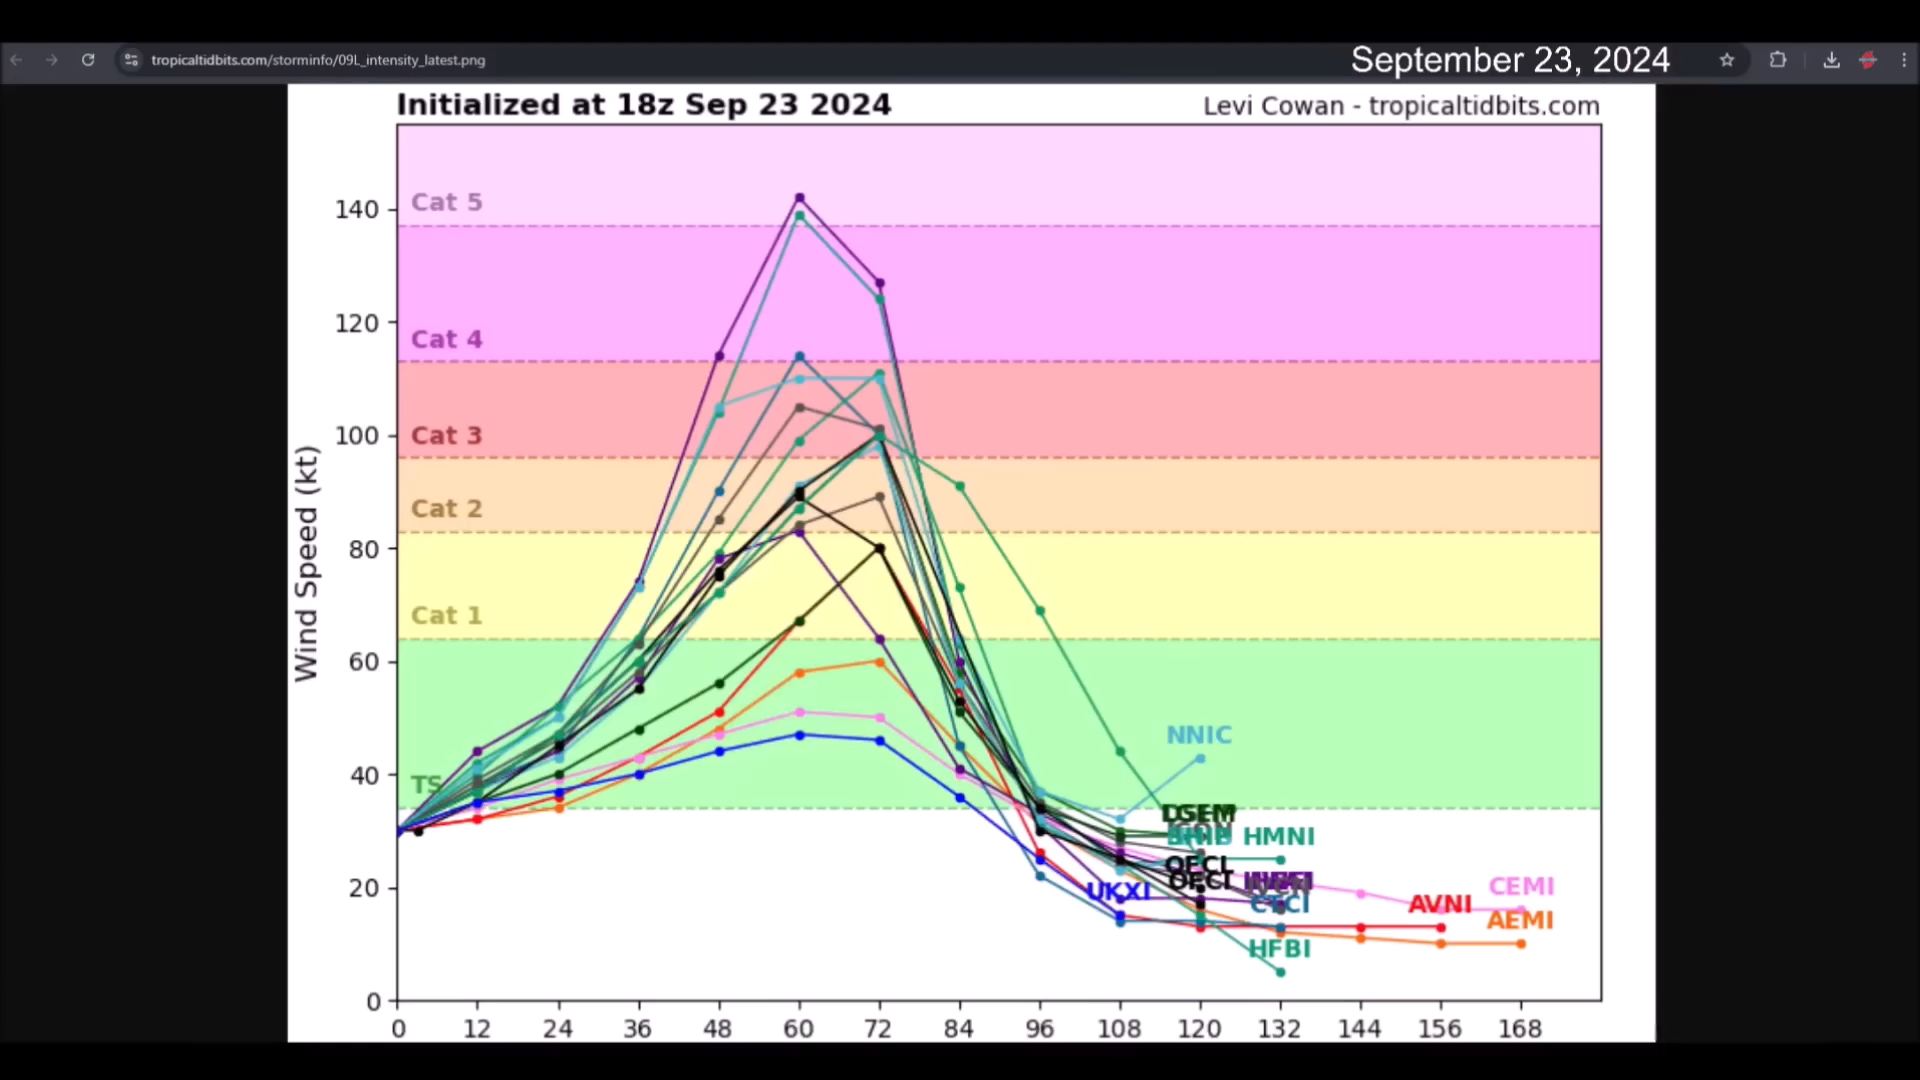 tropicaltidbits.com/storminfo/09L_intensity_latest.png
September 23, 2024
Initialized at 18z Sep 23 2024
Levi Cowan - tropicaltidbits.com
Wind Speed (kt)
140
120
100
80
60
40
20
0
Cat 5
Cat 4
Cat 3
Cat 2
Cat 1
TS
NNIC
DSHP
HMNI
OFCL
OFCI
UKXI
CTCI
CEMI
AVNI
AEMI
HFBI
0 12 24 36 48 60 72 84 96 108 120 132 144 156 168